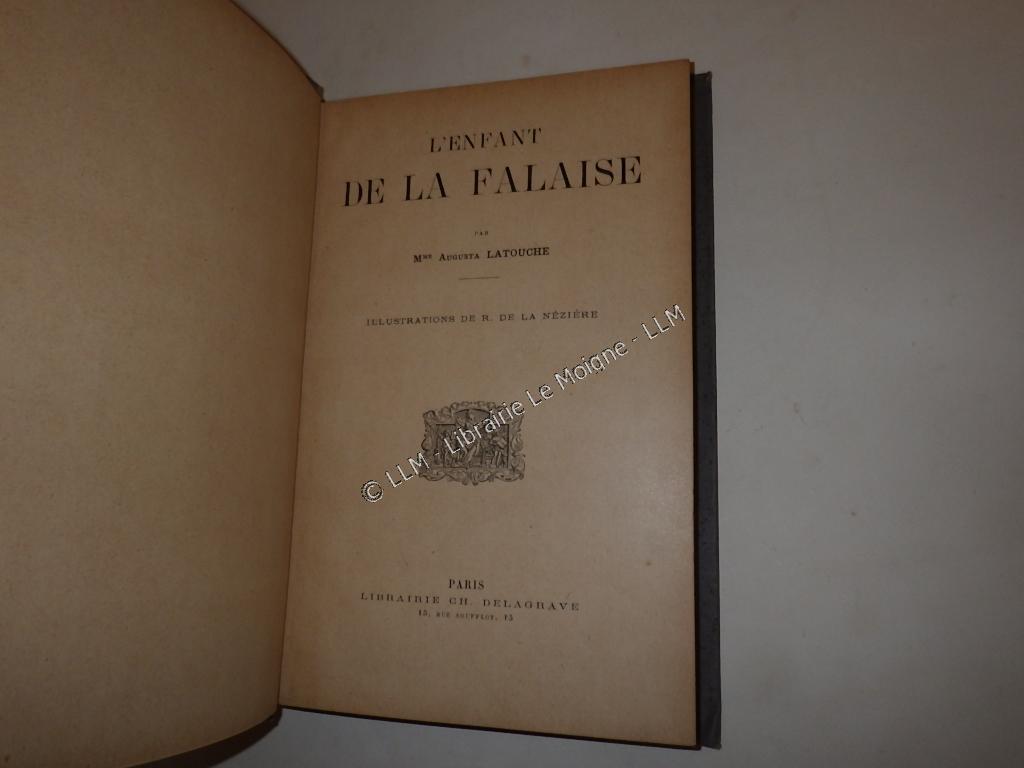 L'ENFANT
DE LA FALAISE
PAR
Mme Augusta LATOUCHE
ILLUSTRATIONS DE R. DE LA NÉZIÈRE
© LLM - Librairie Le Moigne - LLM
PARIS
LIBRAIRIE CH. DELAGRAVE
15, RUE SOUFFLOT, 15